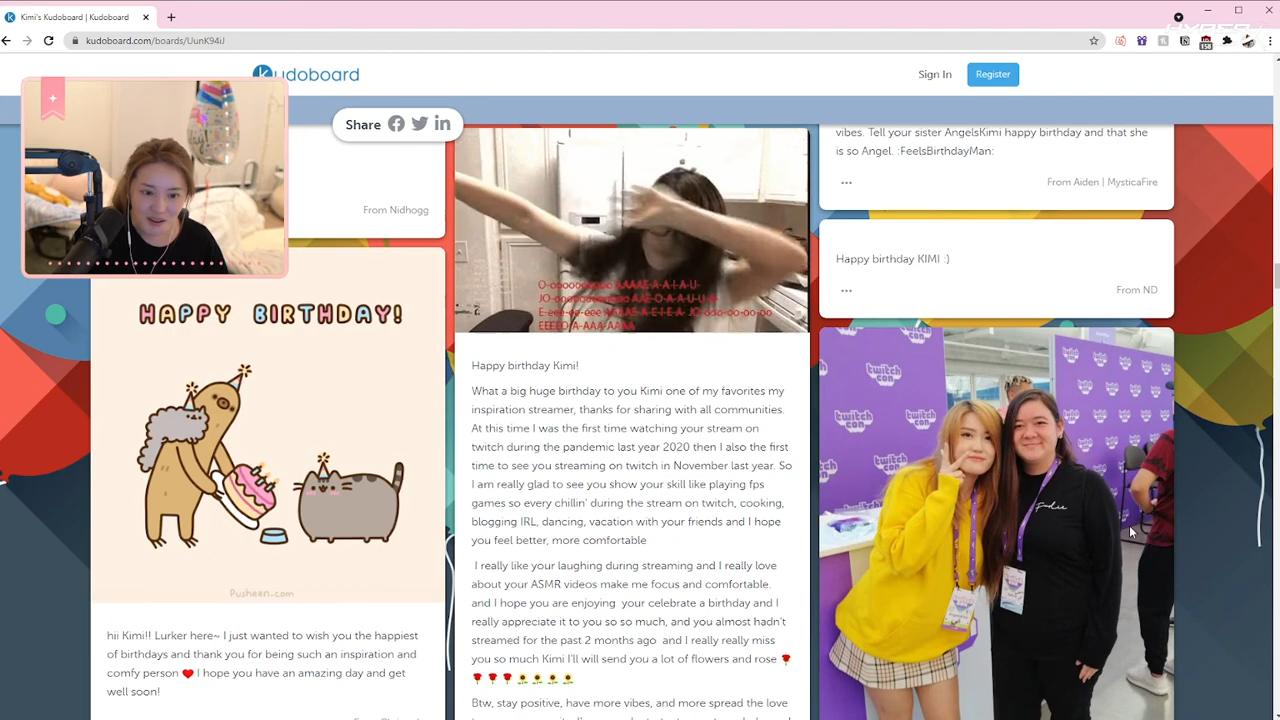 Kimi's Kudoboard | Kudoboard
kudoboard.com/boards/UunK94iJ
158
kudoboard
Sign In
Register
Share
From Nidhogg
HAPPY BIRTHDAY!
Pusheen.com
hii Kimi!! Lurker here~ I just wanted to wish you the happiest
of birthdays and thank you for being such an inspiration and
comfy person ❤️ I hope you have an amazing day and get
well soon!
Happy birthday Kimi!
What a big huge birthday to you Kimi one of my favorites my
inspiration streamer, thanks for sharing with all communities.
At this time I was the first time watching your stream on
twitch during the pandemic last year 2020 then I also the first
time to see you streaming on twitch in November last year. So
I am really glad to see you show your skill like playing fps
games so every chillin' during the stream on twitch, cooking,
blogging IRL, dancing, vacation with your friends and I hope
you feel better, more comfortable
I really like your laughing during streaming and I really love
about your ASMR videos make me focus and comfortable.
and I hope you are enjoying your celebrate a birthday and I
really appreciate it to you so so much, and you almost hadn't
streamed for the past 2 months ago and I really really miss
you so much Kimi I'll will send you a lot of flowers and rose 🌹
🌹🌹🌹🌻🌻🌻🌻
Btw, stay positive, have more vibes, and more spread the love
vibes. Tell your sister AngelsKimi happy birthday and that she
is so Angel. :FeelsBirthdayMan:
From Aiden | MysticaFire
Happy birthday KIMI :)
From ND
twitch
con
twitch
con